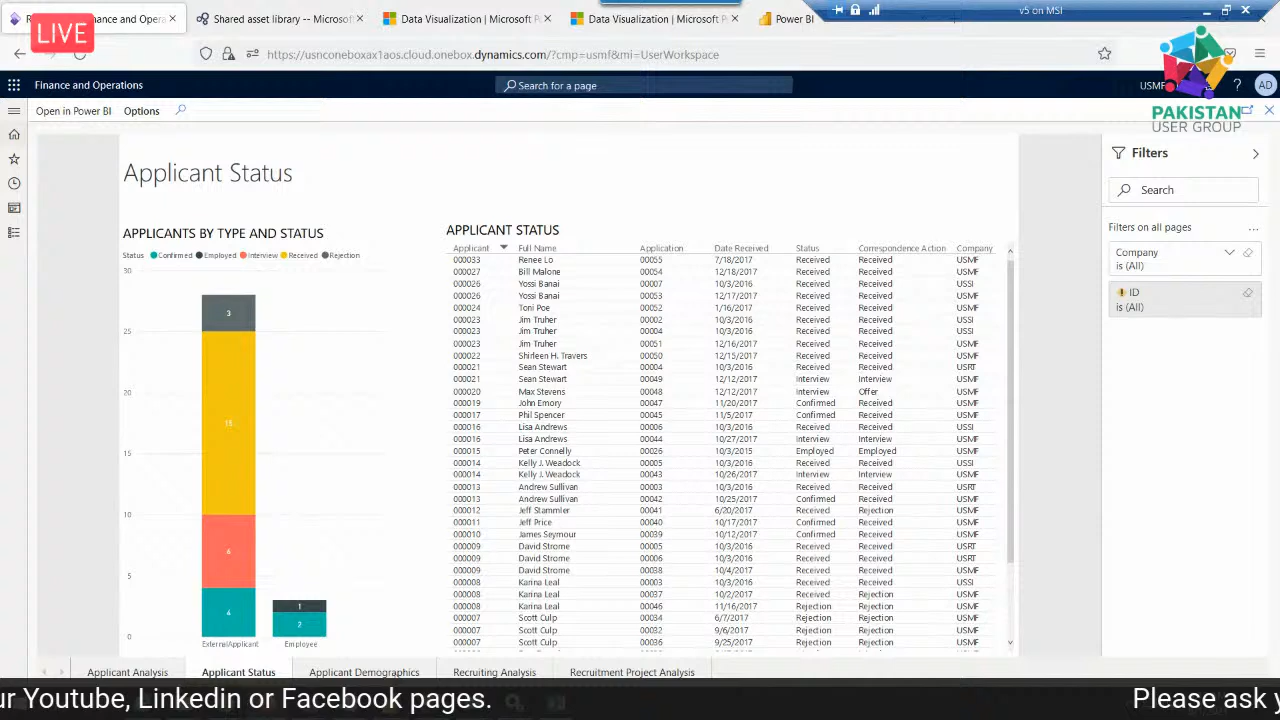 LIVE
Finance and Opera
Shared asset library -- Microsof
Data Visualization | Microsoft P
Data Visualization | Microsoft P
Power BI
v5 on MSI
https://usnconeboxax1aos.cloud.onebox.dynamics.com/?cmp=usmf&mi=UserWorkspace
Finance and Operations
Search for a page
USMF
?
AD
PAKISTAN
USER GROUP
Open in Power BI
Options
Applicant Status
APPLICANTS BY TYPE AND STATUS
Status Confirmed Employed Interview Received Rejection
30
25
20
15
10
5
0
3
15
6
4
1
2
ExternalApplicant
Employee
APPLICANT STATUS
Applicant Full Name Application Date Received Status Correspondence Action Company
000033 Renee Lo 00055 7/18/2017 Received Received USMF
000027 Bill Malone 00054 12/18/2017 Received Received USMF
000026 Yossi Banai 00007 10/3/2016 Received Received USSI
000026 Yossi Banai 00053 12/17/2017 Received Received USMF
000024 Toni Poe 00052 1/16/2017 Received Received USMF
000023 Jim Truher 00002 10/3/2016 Received Received USSI
000023 Jim Truher 00004 10/3/2016 Received Received USSI
000023 Jim Truher 00051 12/16/2017 Received Received USMF
000022 Shirleen H. Travers 00050 12/15/2017 Received Received USMF
000021 Sean Stewart 00004 10/3/2016 Received Received USRT
000021 Sean Stewart 00049 12/12/2017 Interview Interview USMF
000020 Max Stevens 00048 12/12/2017 Interview Offer USMF
000019 John Emory 00047 11/20/2017 Confirmed Received USMF
000017 Phil Spencer 00045 11/5/2017 Confirmed Received USMF
000016 Lisa Andrews 00006 10/3/2016 Received Received USSI
000016 Lisa Andrews 00044 10/27/2017 Interview Interview USMF
000015 Peter Connelly 00026 10/3/2015 Employed Employed USMF
000014 Kelly J. Weadock 00005 10/3/2016 Received Received USSI
000014 Kelly J. Weadock 00043 10/26/2017 Interview Interview USMF
000013 Andrew Sullivan 00003 10/3/2016 Received Received USRT
000013 Andrew Sullivan 00042 10/25/2017 Confirmed Received USMF
000012 Jeff Stammler 00041 6/20/2017 Received Rejection USMF
000011 Jeff Price 00040 10/17/2017 Confirmed Received USMF
000010 James Seymour 00039 10/12/2017 Confirmed Received USMF
000009 David Strome 00005 10/3/2016 Received Received USRT
000009 David Strome 00006 10/3/2016 Received Received USRT
000009 David Strome 00038 10/4/2017 Received Received USMF
000008 Karina Leal 00003 10/3/2016 Received Received USSI
000008 Karina Leal 00037 10/2/2017 Received Rejection USMF
000008 Karina Leal 00046 11/16/2017 Rejection Rejection USMF
000007 Scott Culp 00034 6/7/2017 Rejection Rejection USMF
000007 Scott Culp 00032 9/6/2017 Rejection Rejection USMF
000007 Scott Culp 00036 9/25/2017 Rejection Rejection USMF
Filters
Search
Filters on all pages ...
Company
is (All)
ID
is (All)
Applicant Analysis
Applicant Status
Applicant Demographics
Recruiting Analysis
Recruitment Project Analysis
ur Youtube, Linkedin or Facebook pages.
Please ask y